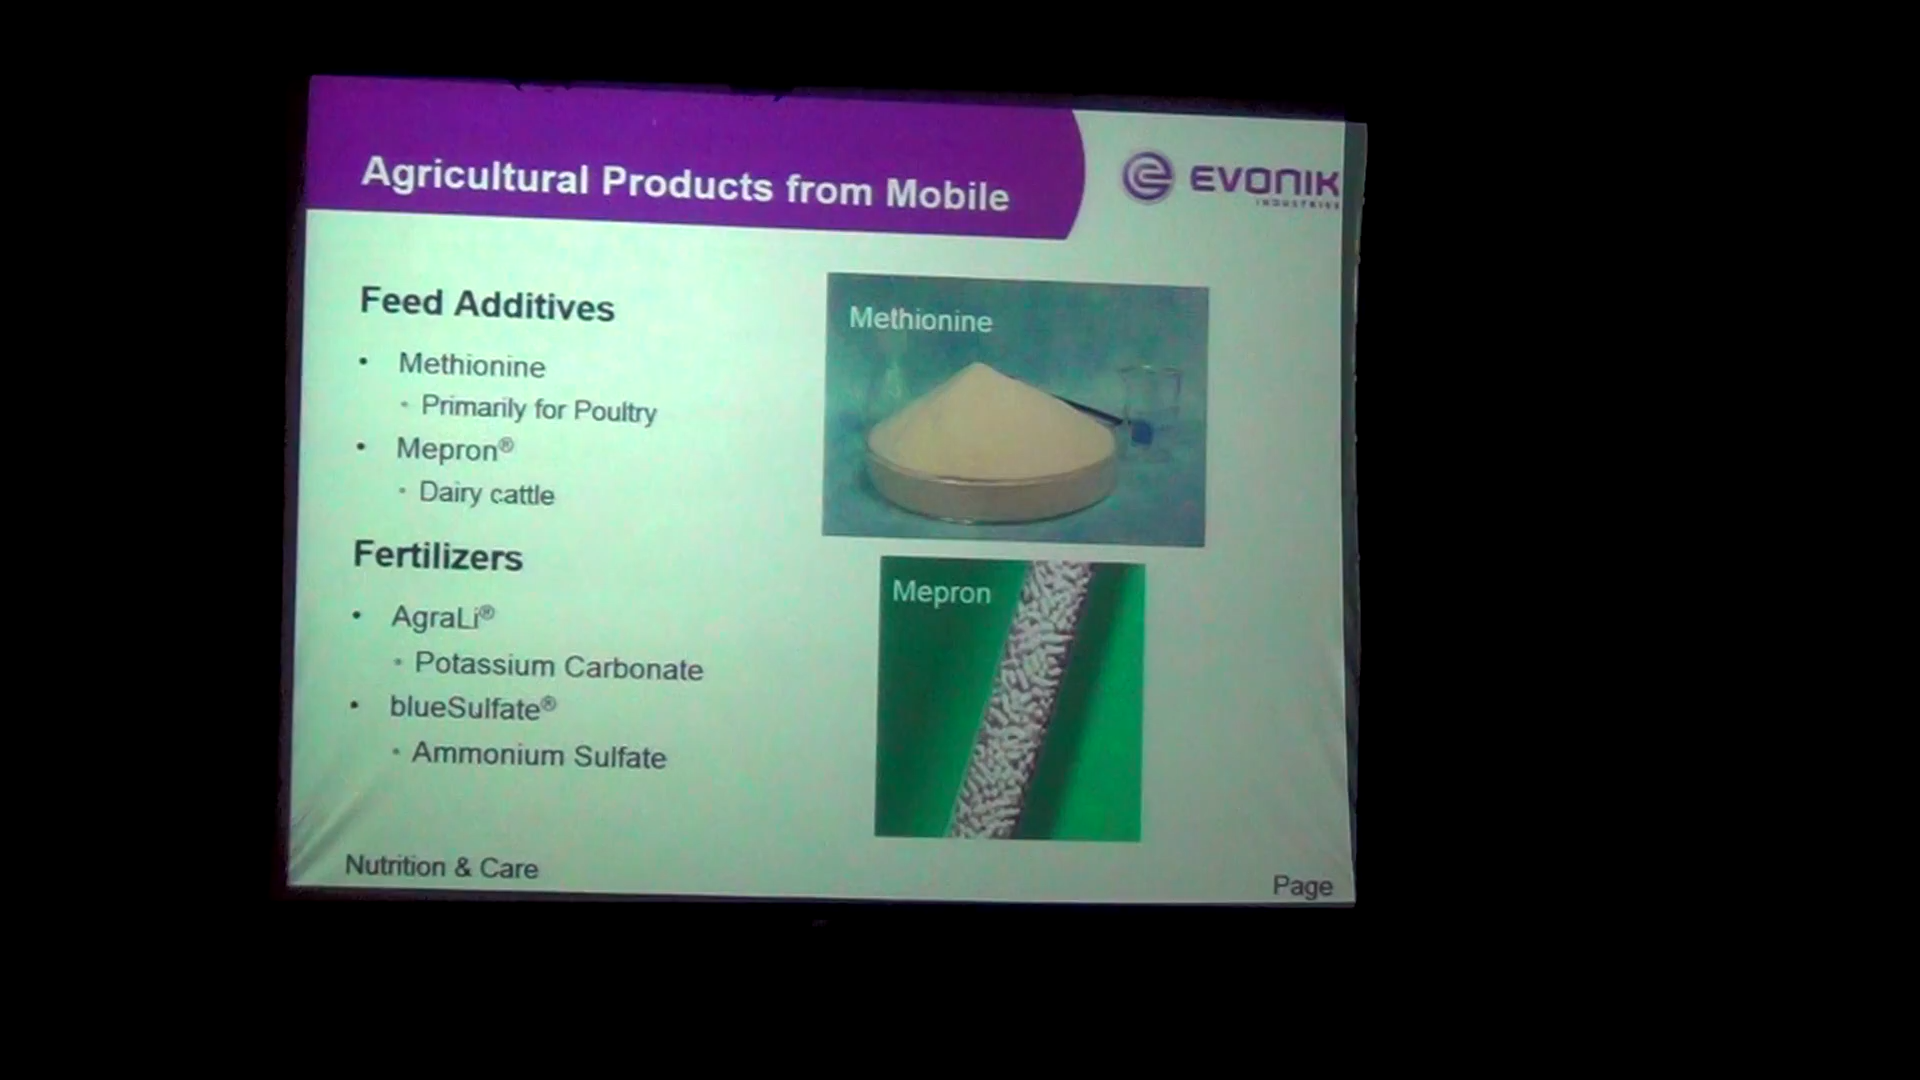 Agricultural Products from Mobile
EVONIK
INDUSTRIES
Feed Additives
• Methionine
• Primarily for Poultry
• Mepron®
• Dairy cattle
Fertilizers
• AgraLi®
• Potassium Carbonate
• blueSulfate®
• Ammonium Sulfate
Methionine
Mepron
Nutrition & Care
Page